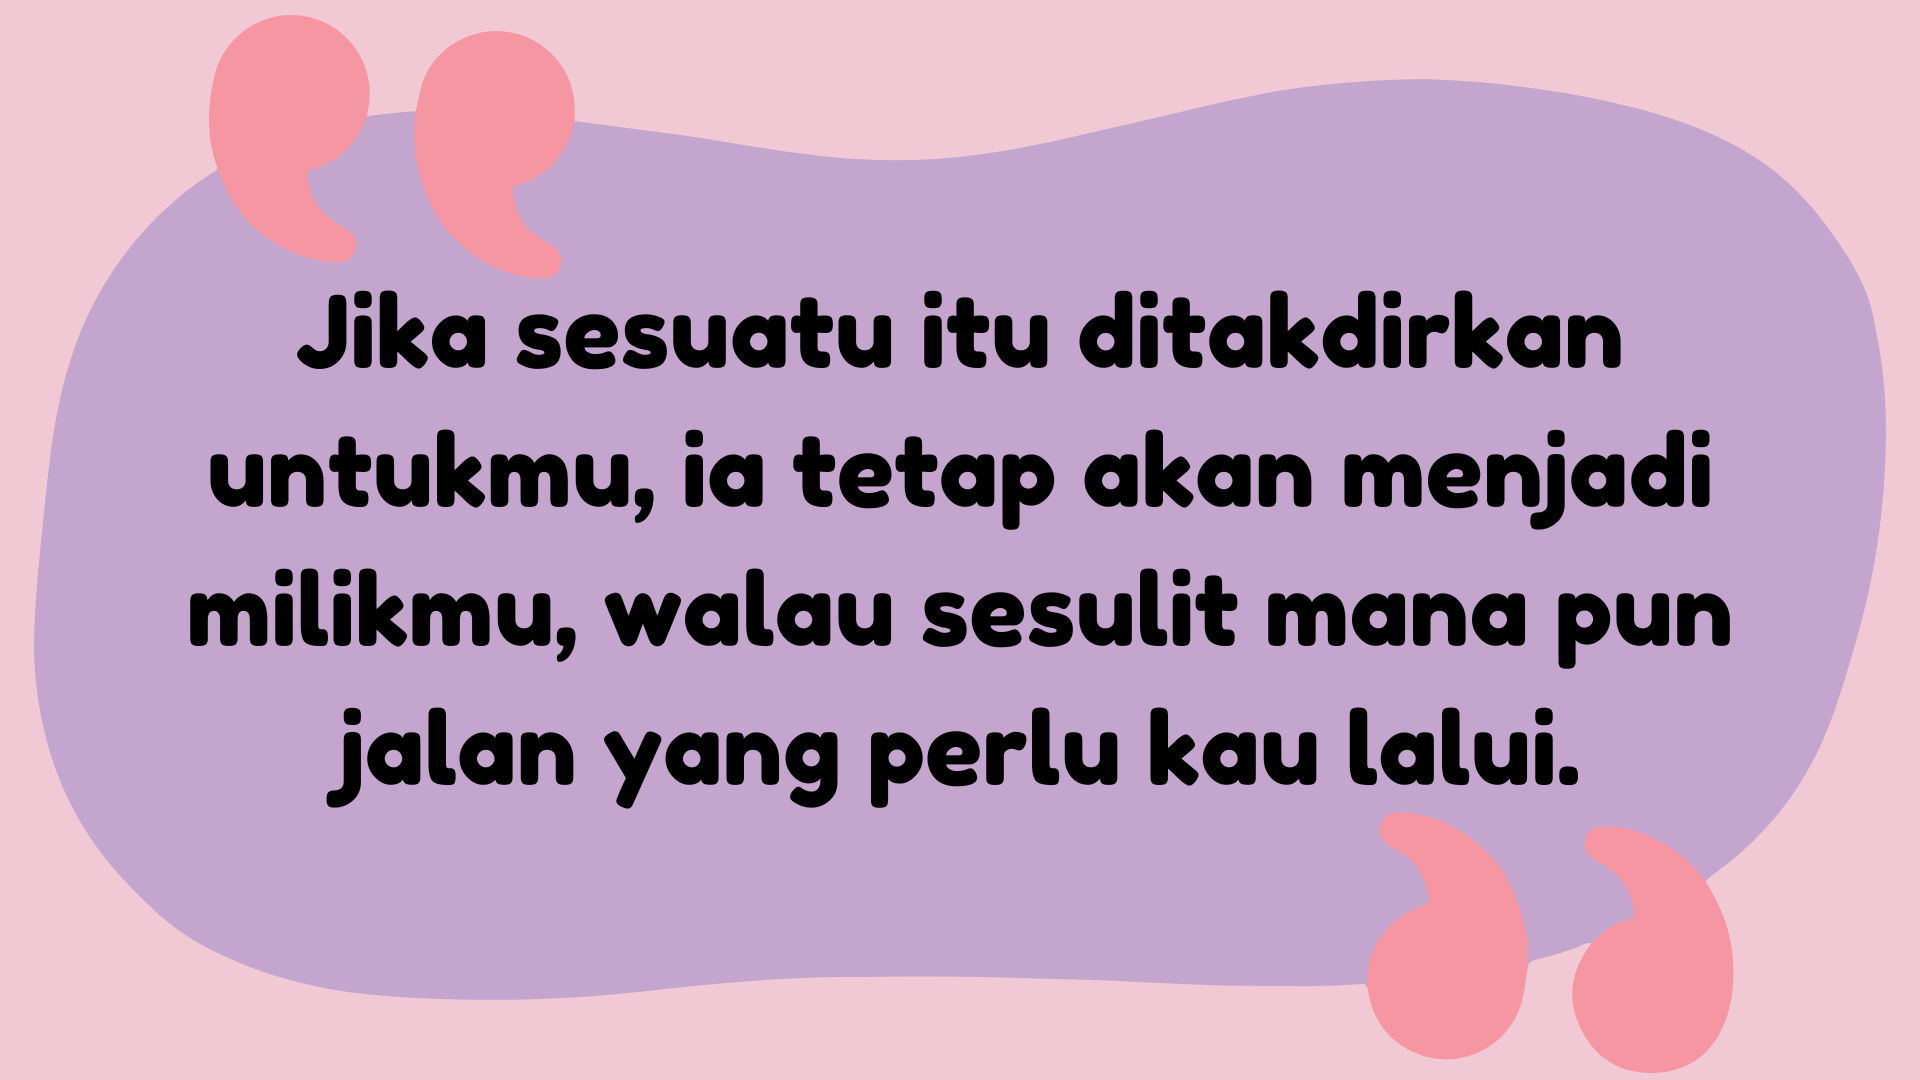 Jika sesuatu itu ditakdirkan
untukmu, ia tetap akan menjadi
milikmu, walau sesulit mana pun
jalan yang perlu kau lalui.